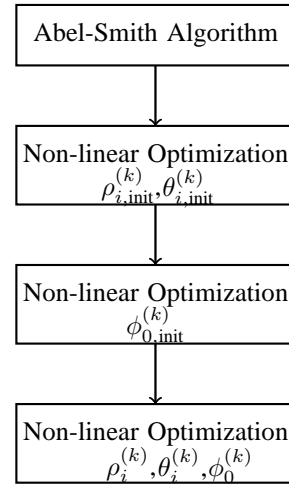 Abel-Smith Algorithm
Non-linear Optimization
ρ_{i,init}^{(k)},θ_{i,init}^{(k)}
Non-linear Optimization
ϕ_{0,init}^{(k)}
Non-linear Optimization
ρ_i^{(k)},θ_i^{(k)},ϕ_0^{(k)}